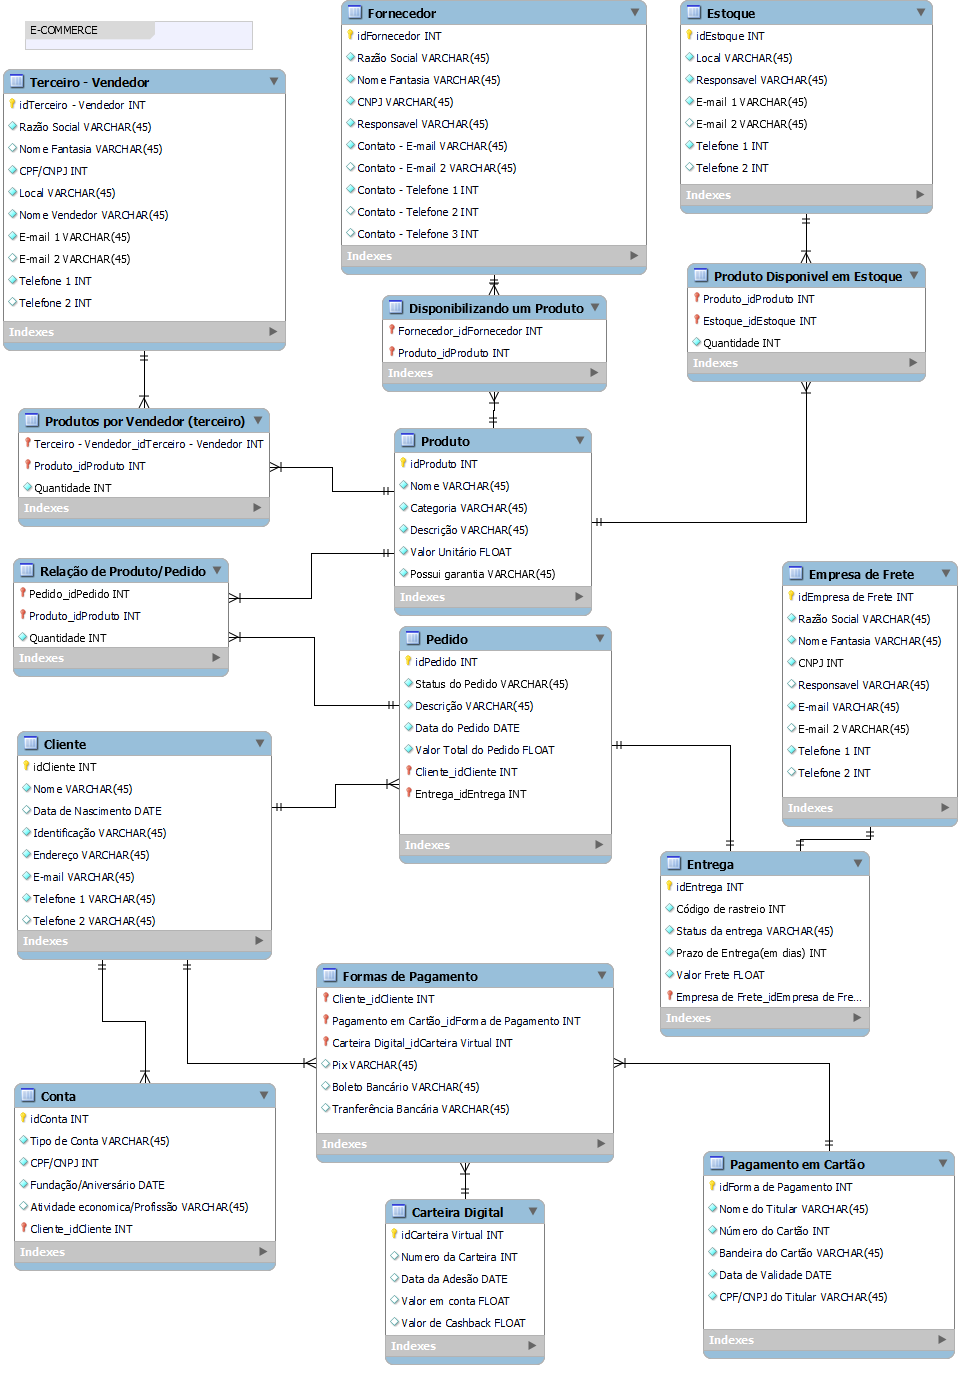 E-COMMERCE
Fornecedor
idFornecedor INT
Razão Social VARCHAR(45)
Nome Fantasia VARCHAR(45)
CNPJ VARCHAR(45)
Responsavel VARCHAR(45)
Contato - E-mail VARCHAR(45)
Contato - E-mail 2 VARCHAR(45)
Contato - Telefone 1 INT
Contato - Telefone 2 INT
Contato - Telefone 3 INT
Indexes
Estoque
idEstoque INT
Local VARCHAR(45)
Responsavel VARCHAR(45)
E-mail 1 VARCHAR(45)
E-mail 2 VARCHAR(45)
Telefone 1 INT
Telefone 2 INT
Indexes
Terceiro - Vendedor
idTerceiro - Vendedor INT
Razão Social VARCHAR(45)
Nome Fantasia VARCHAR(45)
CPF/CNPJ INT
Local VARCHAR(45)
Nome Vendedor VARCHAR(45)
E-mail 1 VARCHAR(45)
E-mail 2 VARCHAR(45)
Telefone 1 INT
Telefone 2 INT
Indexes
Disponibilizando um Produto
Fornecedor_idFornecedor INT
Produto_idProduto INT
Indexes
Produto Disponivel em Estoque
Produto_idProduto INT
Estoque_idEstoque INT
Quantidade INT
Indexes
Produtos por Vendedor (terceiro)
Terceiro - Vendedor_idTerceiro - Vendedor INT
Produto_idProduto INT
Quantidade INT
Indexes
Produto
idProduto INT
Nome VARCHAR(45)
Categoria VARCHAR(45)
Descrição VARCHAR(45)
Valor Unitário FLOAT
Possui garantia VARCHAR(45)
Indexes
Relação de Produto/Pedido
Pedido_idPedido INT
Produto_idProduto INT
Quantidade INT
Indexes
Empresa de Frete
idEmpresa de Frete INT
Razão Social VARCHAR(45)
Nome Fantasia VARCHAR(45)
CNPJ INT
Responsavel VARCHAR(45)
E-mail VARCHAR(45)
E-mail 2 VARCHAR(45)
Telefone 1 INT
Telefone 2 INT
Indexes
Pedido
idPedido INT
Status do Pedido VARCHAR(45)
Descrição VARCHAR(45)
Data do Pedido DATE
Valor Total do Pedido FLOAT
Cliente_idCliente INT
Entrega_idEntrega INT
Indexes
Cliente
idCliente INT
Nome VARCHAR(45)
Data de Nascimento DATE
Identificação VARCHAR(45)
Endereço VARCHAR(45)
E-mail VARCHAR(45)
Telefone 1 VARCHAR(45)
Telefone 2 VARCHAR(45)
Indexes
Entrega
idEntrega INT
Código de rastreio INT
Status da entrega VARCHAR(45)
Prazo de Entrega(em dias) INT
Valor Frete FLOAT
Empresa de Frete_idEmpresa de Fre...
Indexes
Formas de Pagamento
Cliente_idCliente INT
Pagamento em Cartão_idForma de Pagamento INT
Carteira Digital_idCarteira Virtual INT
Pix VARCHAR(45)
Boleto Bancário VARCHAR(45)
Tranferência Bancária VARCHAR(45)
Indexes
Conta
idConta INT
Tipo de Conta VARCHAR(45)
CPF/CNPJ INT
Fundação/Aniversário DATE
Atividade economica/Profissão VARCHAR(45)
Cliente_idCliente INT
Indexes
Carteira Digital
idCarteira Virtual INT
Numero da Carteira INT
Data da Adesão DATE
Valor em conta FLOAT
Valor de Cashback FLOAT
Indexes
Pagamento em Cartão
idForma de Pagamento INT
Nome do Titular VARCHAR(45)
Número do Cartão INT
Bandeira do Cartão VARCHAR(45)
Data de Validade DATE
CPF/CNPJ do Titular VARCHAR(45)
Indexes